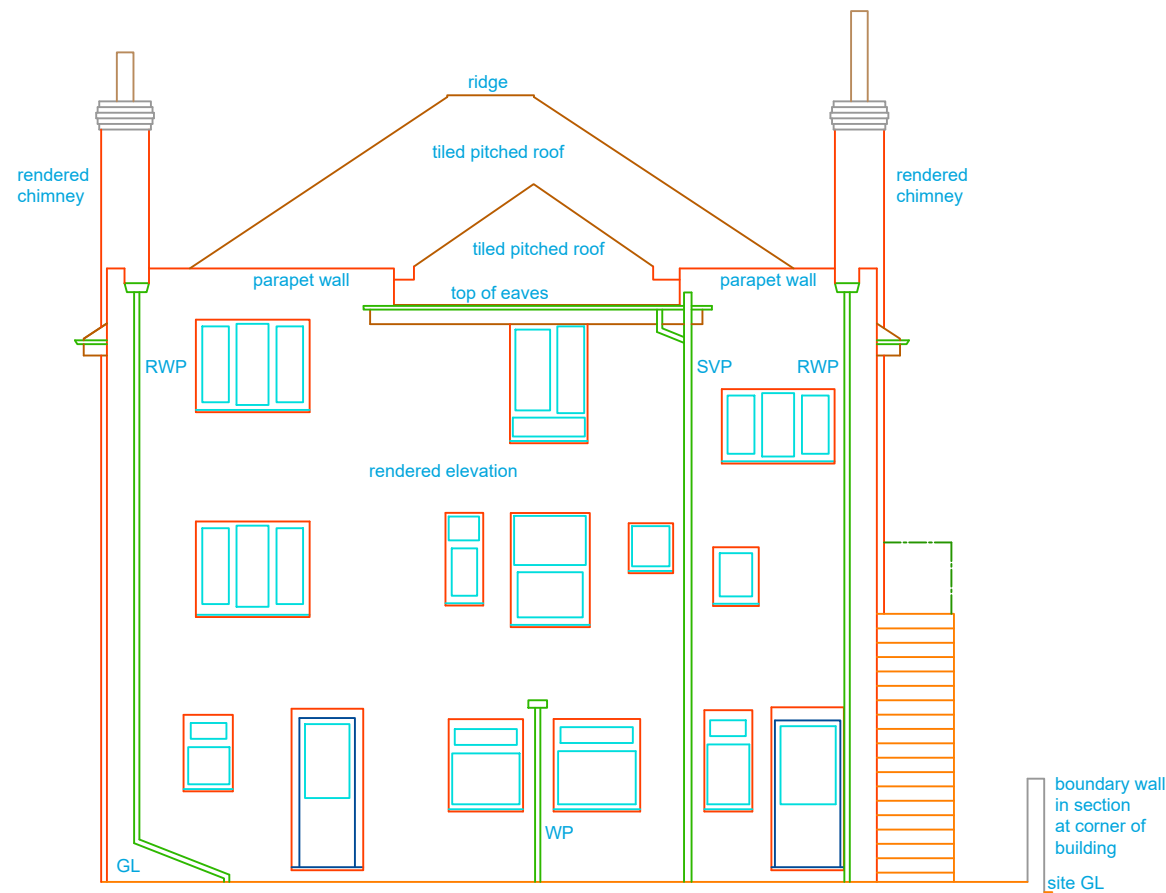 ridge
tiled pitched roof
rendered
chimney
rendered
chimney
tiled pitched roof
parapet wall
parapet wall
top of eaves
RWP
SVP
RWP
rendered elevation
boundary wall
in section
at corner of
building
WP
GL
site GL